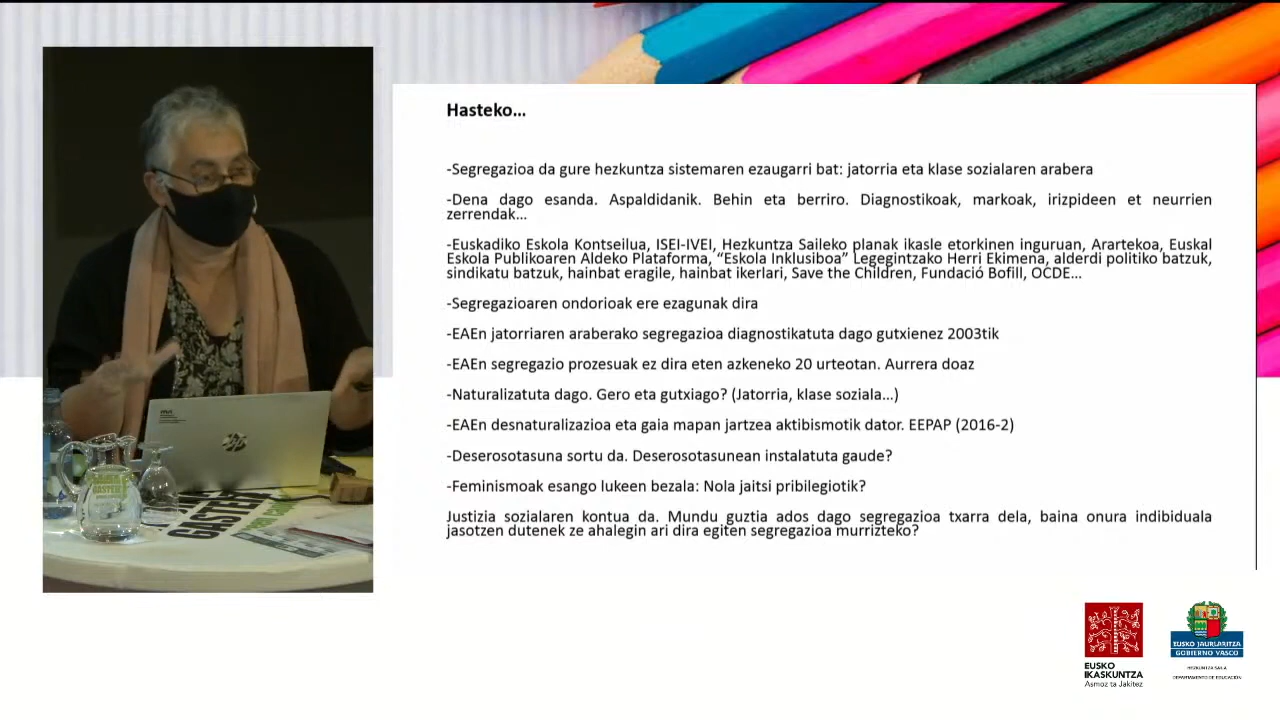 Hasteko...
-Segregazioa da gure hezkuntza sistemaren ezaugarri bat: jatorria eta klase sozialaren arabera
-Dena dago esanda. Aspaldidanik. Behin eta berriro. Diagnostikoak, markoak, irizpideen et neurrien
zerrendak...
-Euskadiko Eskola Kontseilua, ISEI-IVEI, Hezkuntza Saileko planak ikasle etorkinen inguruan, Arartekoa, Euskal
Eskola Publikoaren Aldeko Plataforma, “Eskola Inklusiboa” Legegintzako Herri Ekimena, alderdi politiko batzuk,
sindikatu batzuk, hainbat eragile, hainbat ikerlari, Save the Children, Fundació Bofill, OCDE...
-Segregazioaren ondorioak ere ezagunak dira
-EAEn jatorriaren araberako segregazioa diagnostikatuta dago gutxienez 2003tik
-EAEn segregazio prozesuak ez dira eten azkeneko 20 urteotan. Aurrera doaz
-Naturalizatuta dago. Gero eta gutxiago? (Jatorria, klase soziala...)
-EAEn desnaturalizazioa eta gaia mapan jartzea aktibismotik dator. EEPAP (2016-2)
-Deserosotasuna sortu da. Deserosotasunean instalatuta gaude?
-Feminismoak esango lukeen bezala: Nola jaitsi pribilegiotik?
Justizia sozialaren kontua da. Mundu guztia ados dago segregazioa txarra dela, baina onura indibiduala
jasotzen dutenek ze ahalegin ari dira egiten segregazioa murrizteko?
hp
GASTEIZ
EUSKO
IKASKUNTZA
Asmoz ta Jakitez
EUSKO JAURLARITZA
GOBIERNO VASCO
HEZKUNTZA SAILA
DEPARTAMENTO DE EDUCACIÓN